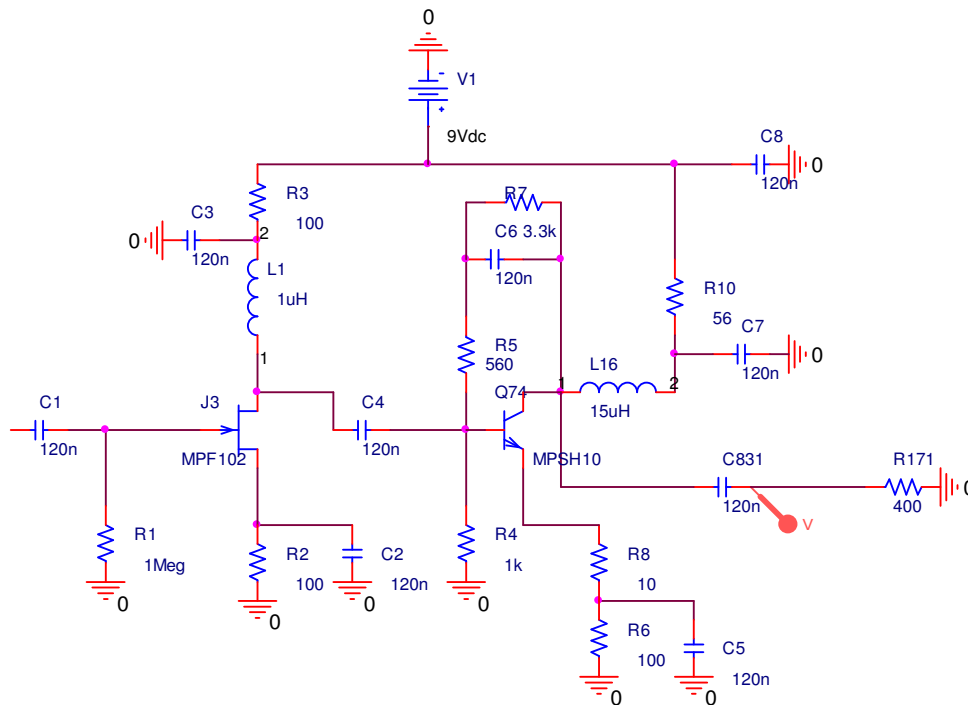 0
-
V1
+
9Vdc
C8
120n
0
R3
100
C3
120n
0
2
L1
1uH
1
R7
3.3k
C6
120n
R10
56
C7
120n
0
R5
560
L16
15uH
1
2
Q74
MPSH10
C1
120n
J3
MPF102
C4
120n
C831
120n
V
R171
400
0
R1
1Meg
0
R2
100
0
C2
120n
0
R4
1k
0
R8
10
R6
100
0
C5
120n
0